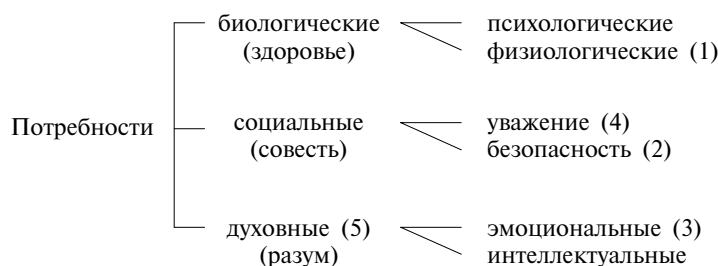 биологические психологические
(здоровье) физиологические (1)
Потребности социальные уважение (4)
(совесть) безопасность (2)
духовные (5) эмоциональные (3)
(разум) интеллектуальные